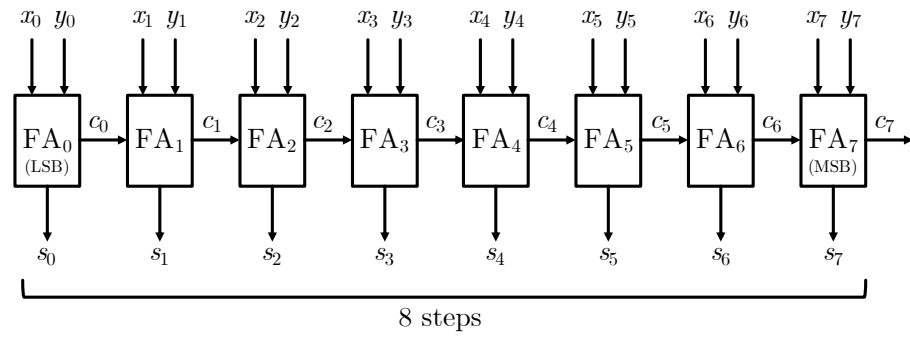 x₀ y₀ x₁ y₁ x₂ y₂ x₃ y₃ x₄ y₄ x₅ y₅ x₆ y₆ x₇ y₇
FA₀ c₀ FA₁ c₁ FA₂ c₂ FA₃ c₃ FA₄ c₄ FA₅ c₅ FA₆ c₆ FA₇ c₇
(LSB) (MSB)
s₀ s₁ s₂ s₃ s₄ s₅ s₆ s₇
8 steps